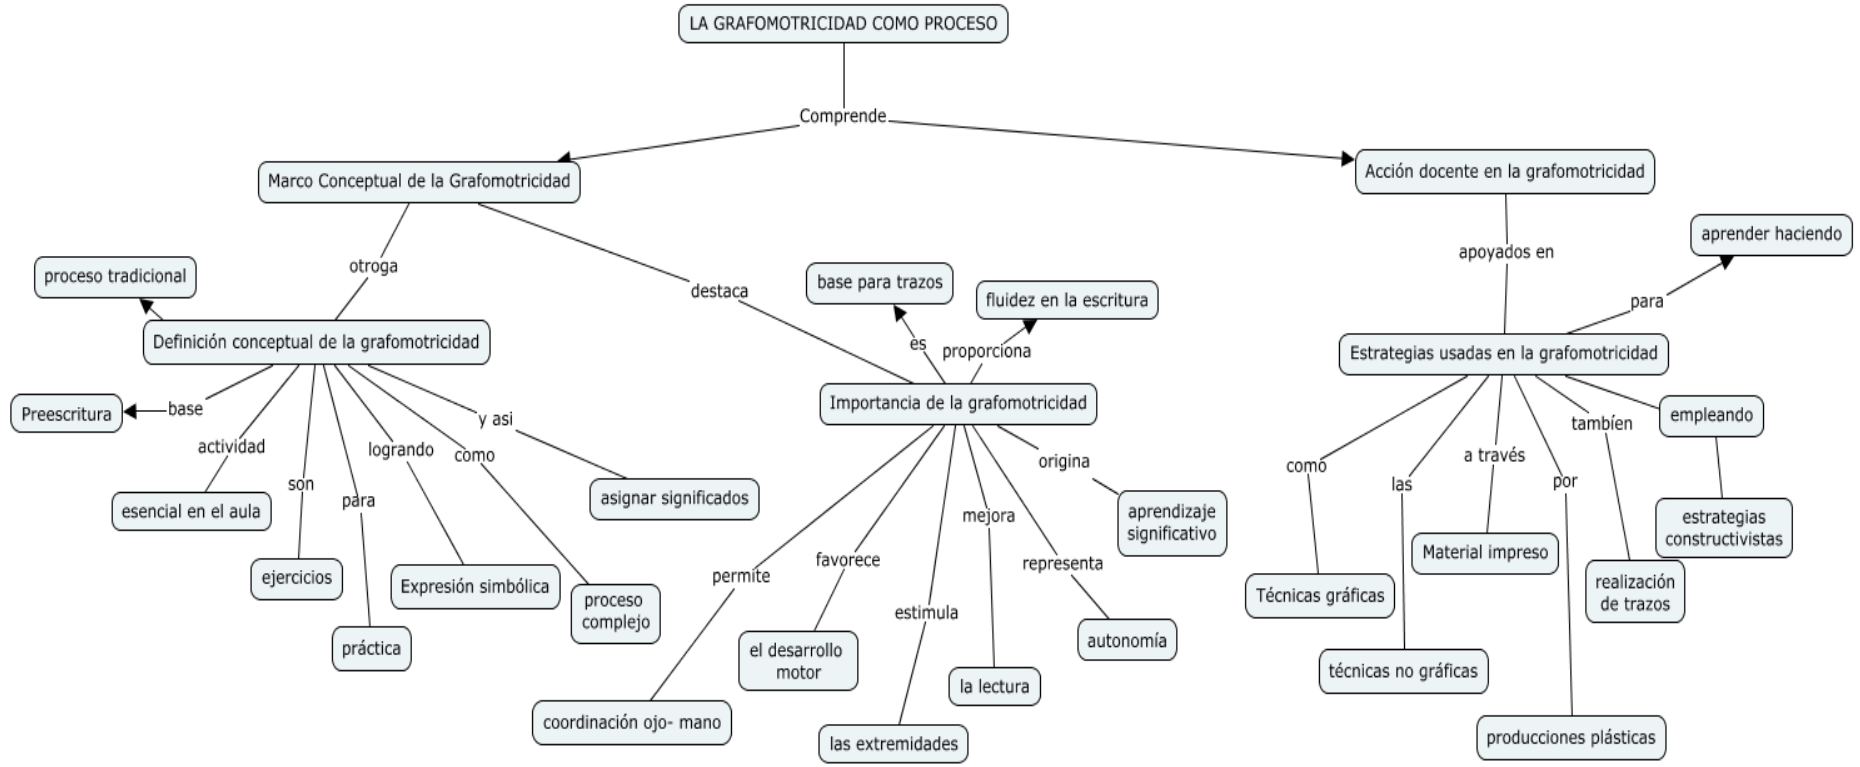 LA GRAFOMOTRICIDAD COMO PROCESO
Comprende
Marco Conceptual de la Grafomotricidad
Acción docente en la grafomotricidad
otroga
destaca
apoyados en
proceso tradicional
Definición conceptual de la grafomotricidad
base
Preescritura
actividad
esencial en el aula
son
ejercicios
para
práctica
logrando
Expresión simbólica
como
proceso
complejo
y asi
asignar significados
base para trazos
es
fluidez en la escritura
proporciona
Importancia de la grafomotricidad
permite
coordinación ojo- mano
favorece
el desarrollo
motor
estimula
las extremidades
mejora
la lectura
representa
autonomía
origina
aprendizaje
significativo
aprender haciendo
para
Estrategias usadas en la grafomotricidad
como
Técnicas gráficas
las
técnicas no gráficas
a través
Material impreso
por
producciones plásticas
tambíen
realización
de trazos
empleando
estrategias
constructivistas